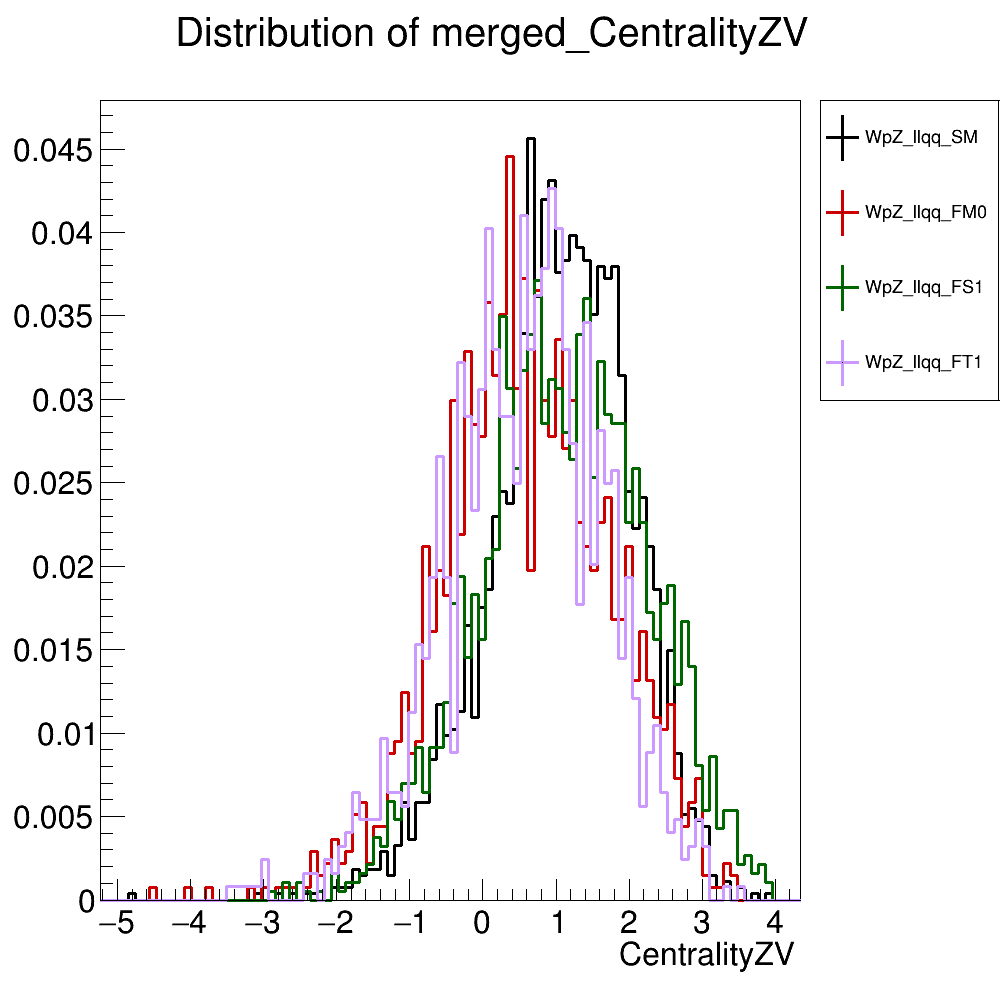 Distribution of merged_CentralityZV
0.045
0.04
0.035
0.03
0.025
0.02
0.015
0.01
0.005
0
−5 −4 −3 −2 −1 0 1 2 3 4
CentralityZV
WpZ_llqq_SM
WpZ_llqq_FM0
WpZ_llqq_FS1
WpZ_llqq_FT1